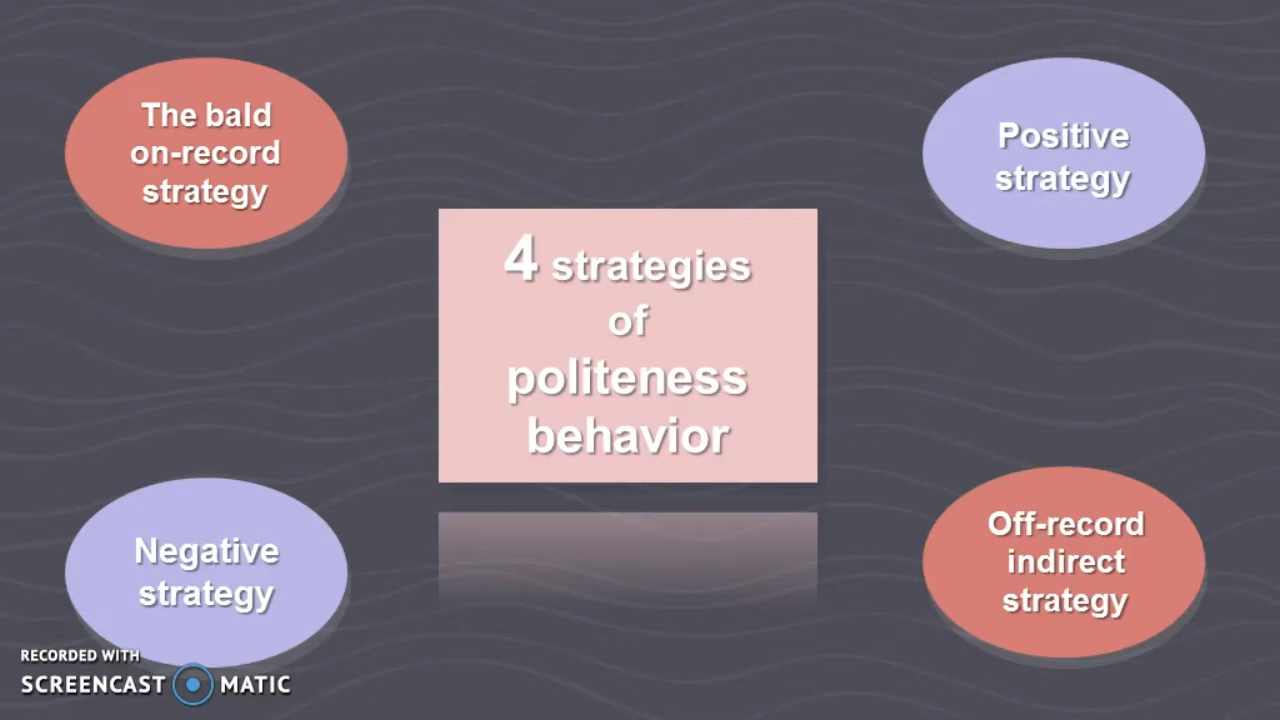 The bald
on-record
strategy
Positive
strategy
4 strategies
of
politeness
behavior
Negative
strategy
Off-record
indirect
strategy
RECORDED WITH
SCREENCAST MATIC